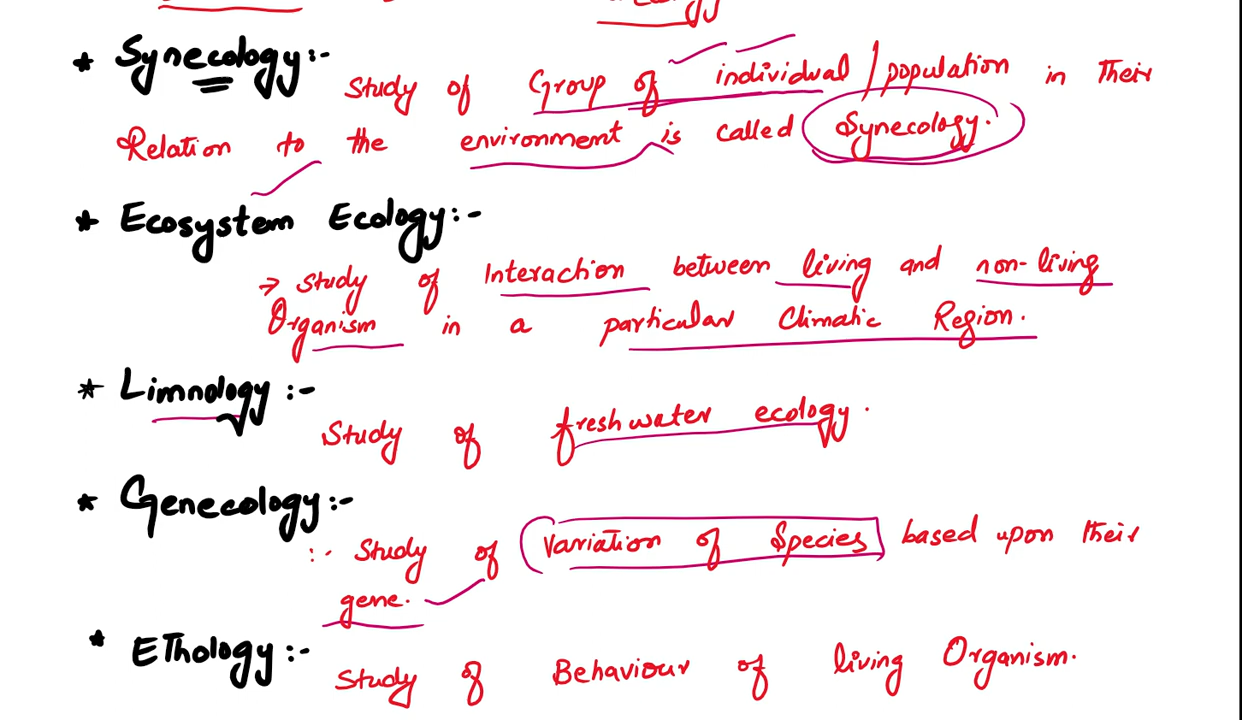 * Synecology:-
Study of Group of individual / population in Their
Relation to the environment is called Synecology.
* Ecosystem Ecology:-
→ Study of Interaction between living and non-living
Organism in a particular Climatic Region.
* Limnology:-
Study of freshwater ecology.
* Genecology:-
:- Study of Variation of Species based upon their
gene.
* Ethology:-
Study of Behaviour of living Organism.